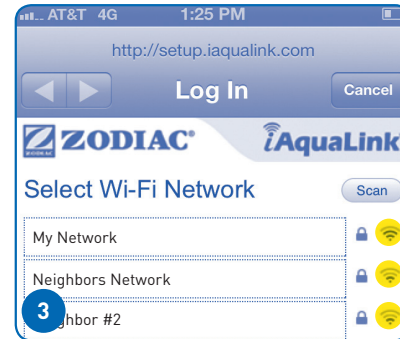 AT&T 4G 1:25 PM
http://setup.iaqualink.com
Log In Cancel
ZODIAC® iAquaLink
Select Wi-Fi Network Scan
My Network
Neighbors Network
3 hbor #2